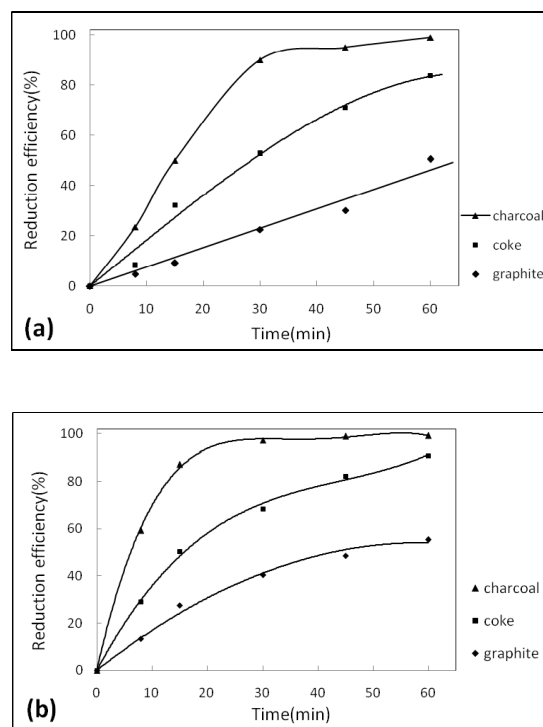 100
80
60
40
20
0
Reduction efficiency(%)
charcoal
coke
graphite
0 10 20 30 40 50 60
Time(min)
(a)
100
80
60
40
20
0
Reduction efficiency(%)
charcoal
coke
graphite
0 10 20 30 40 50 60
Time(min)
(b)